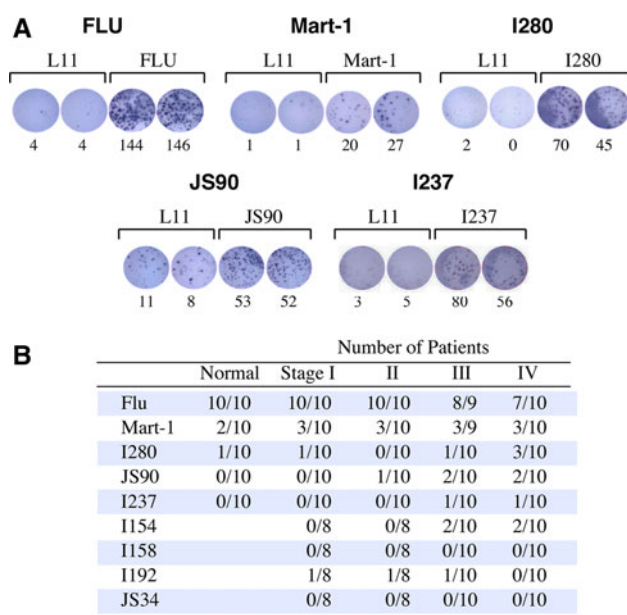 A
FLU Mart-1 I280
L11 FLU L11 Mart-1 L11 I280
4 4 144 146 1 1 20 27 2 0 70 45
JS90 I237
L11 JS90 L11 I237
11 8 53 52 3 5 80 56
B
Number of Patients
Normal Stage I II III IV
Flu 10/10 10/10 10/10 8/9 7/10
Mart-1 2/10 3/10 3/10 3/9 3/10
I280 1/10 1/10 0/10 1/10 3/10
JS90 0/10 0/10 1/10 2/10 2/10
I237 0/10 0/10 0/10 1/10 1/10
I154 0/8 0/8 2/10 2/10
I158 0/8 0/8 0/10 0/10
I192 1/8 1/8 1/10 0/10
JS34 0/8 0/8 0/10 0/10